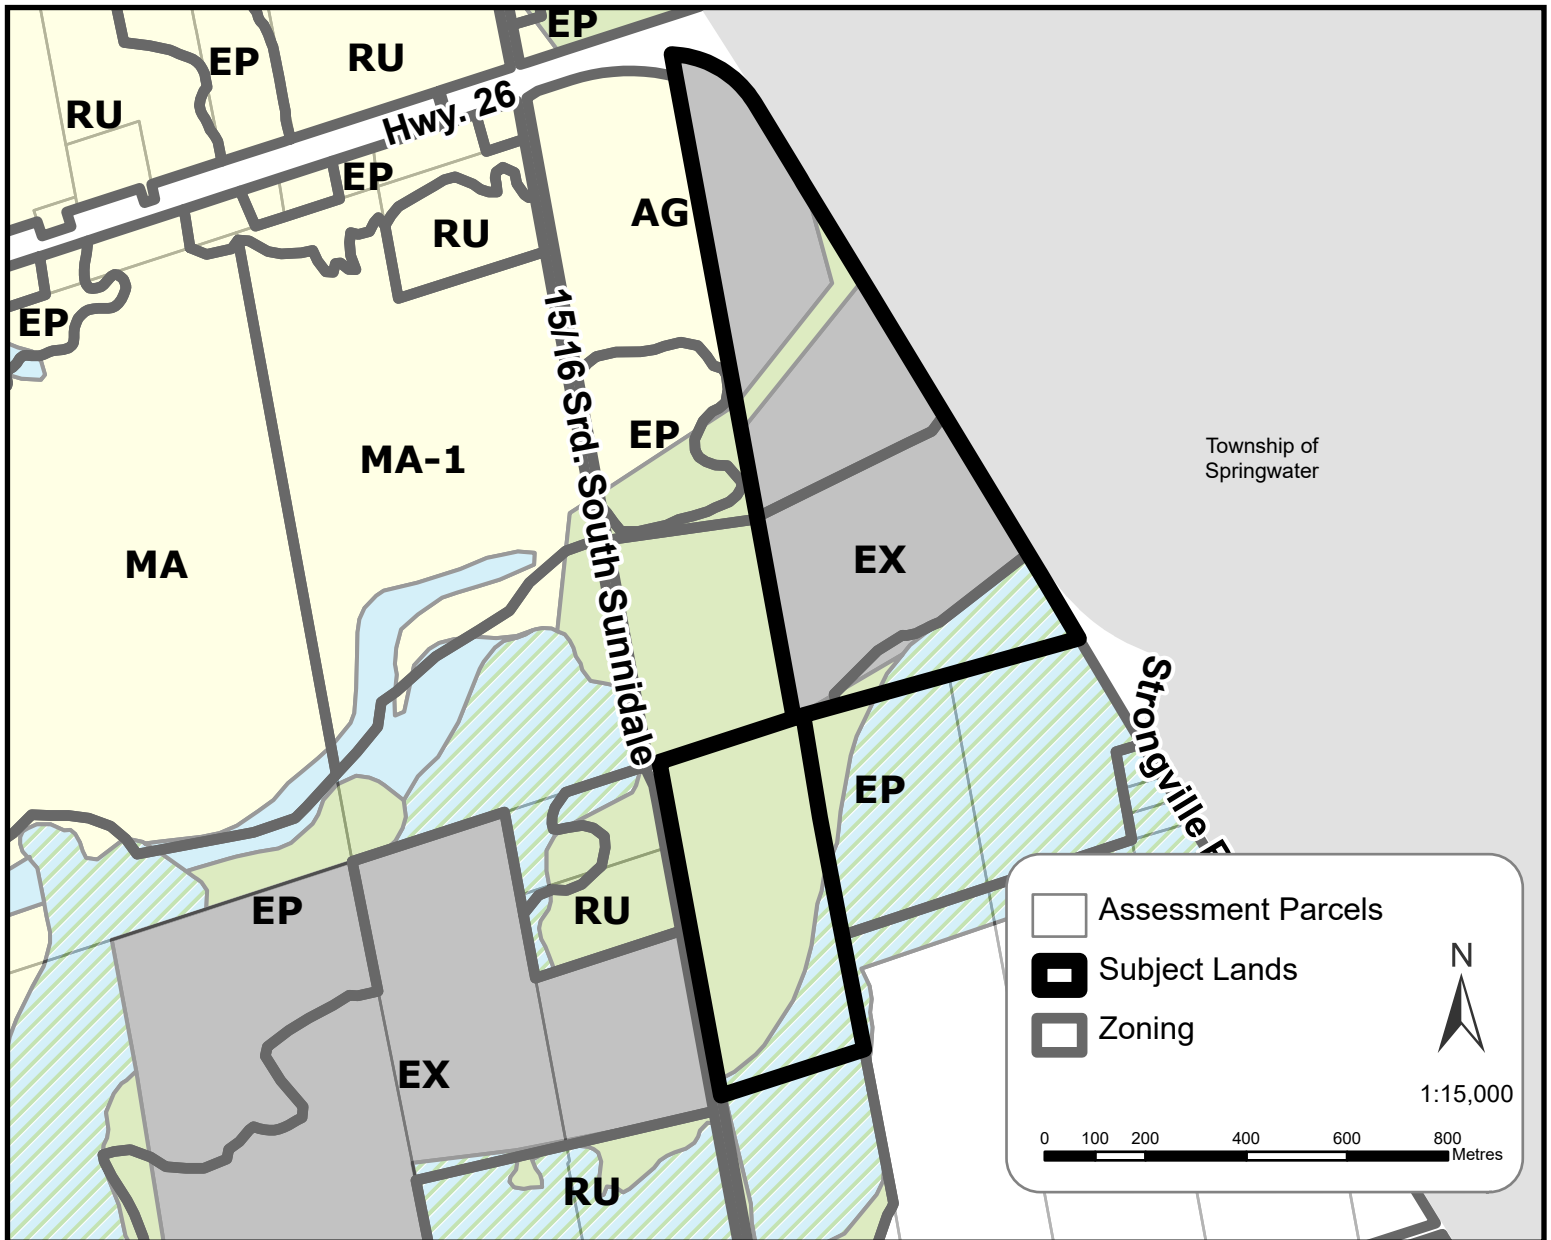 EP
EP
RU
RU
Hwy. 26
EP
AG
RU
EP
15/16 Srd. South Sunnidale
EP
MA-1
Township of
Springwater
MA
EX
Strongville
EP
EP
RU
EX
RU
Assessment Parcels
Subject Lands
Zoning
N
1:15,000
0 100 200 400 600 800
Metres